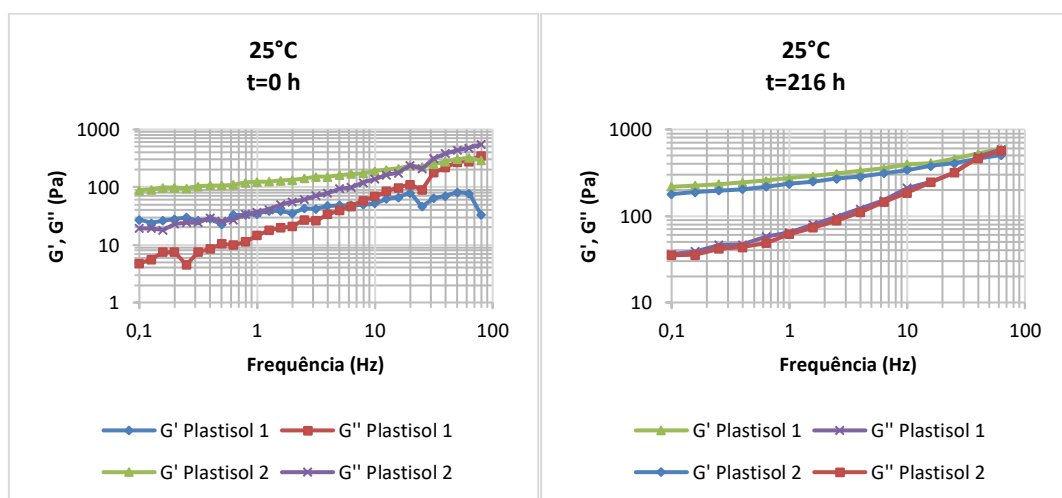 25°C
t=0 h
G', G'' (Pa)
1000
100
10
1
0,1 1 10 100
Frequência (Hz)
G' Plastisol 1 G'' Plastisol 1
G' Plastisol 2 G'' Plastisol 2
25°C
t=216 h
G', G'' (Pa)
1000
100
10
0,1 1 10 100
Frequência (Hz)
G' Plastisol 1 G'' Plastisol 1
G' Plastisol 2 G'' Plastisol 2